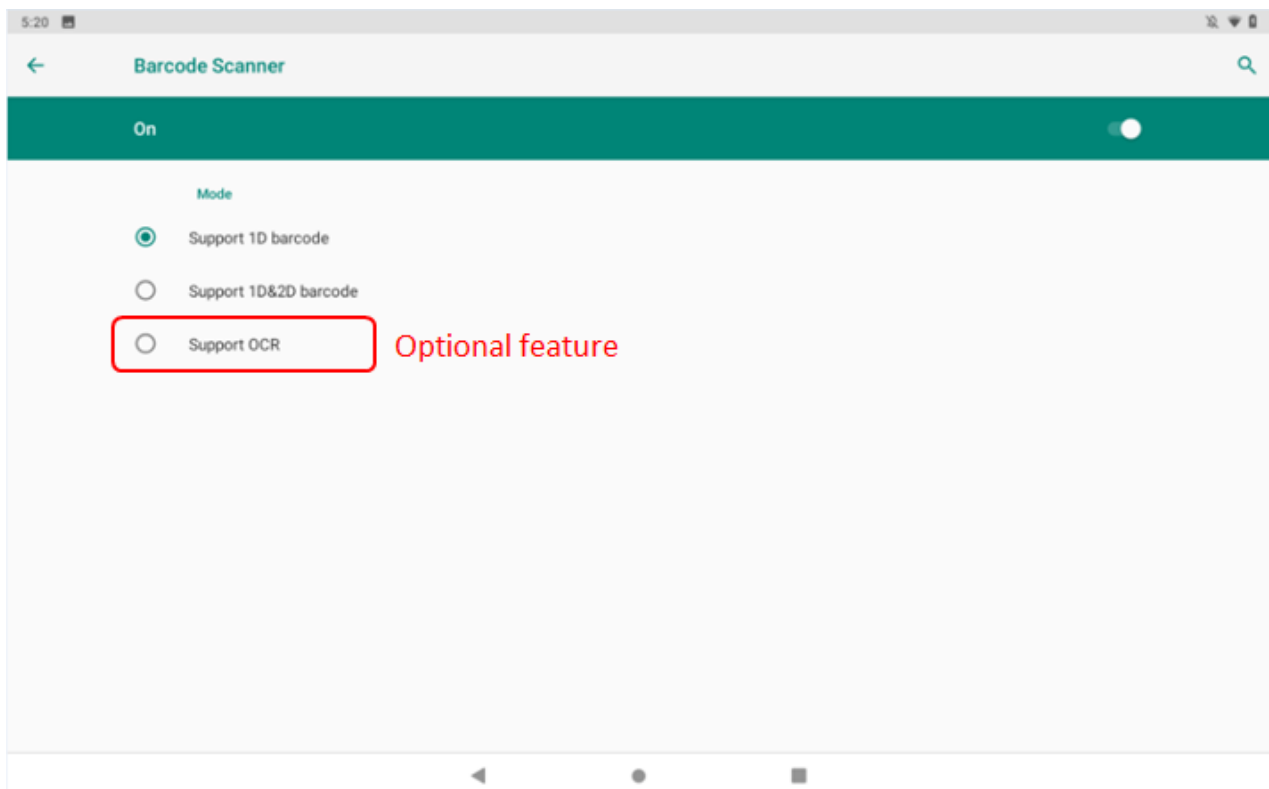 5:20
Barcode Scanner
On
Mode
Support 1D barcode
Support 1D&2D barcode
Support OCR
Optional feature